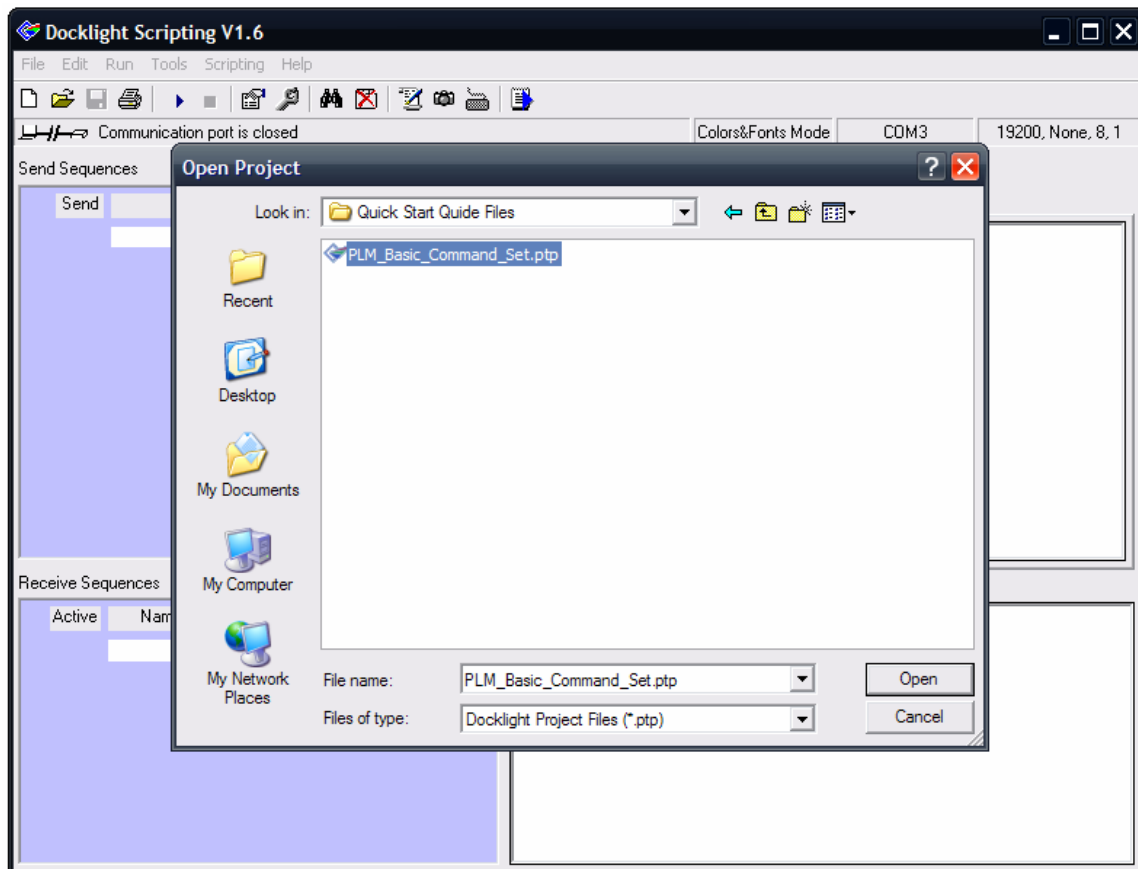 Docklight Scripting V1.6
File Edit Run Tools Scripting Help
Communication port is closed
Colors&Fonts Mode
COM3
19200, None, 8, 1
Send Sequences
Send
Open Project
Look in:
Quick Start Quide Files
PLM_Basic_Command_Set.ptp
Recent
Desktop
My Documents
My Computer
My Network
Places
File name:
PLM_Basic_Command_Set.ptp
Open
Files of type:
Docklight Project Files (*.ptp)
Cancel
Receive Sequences
Active
Nam